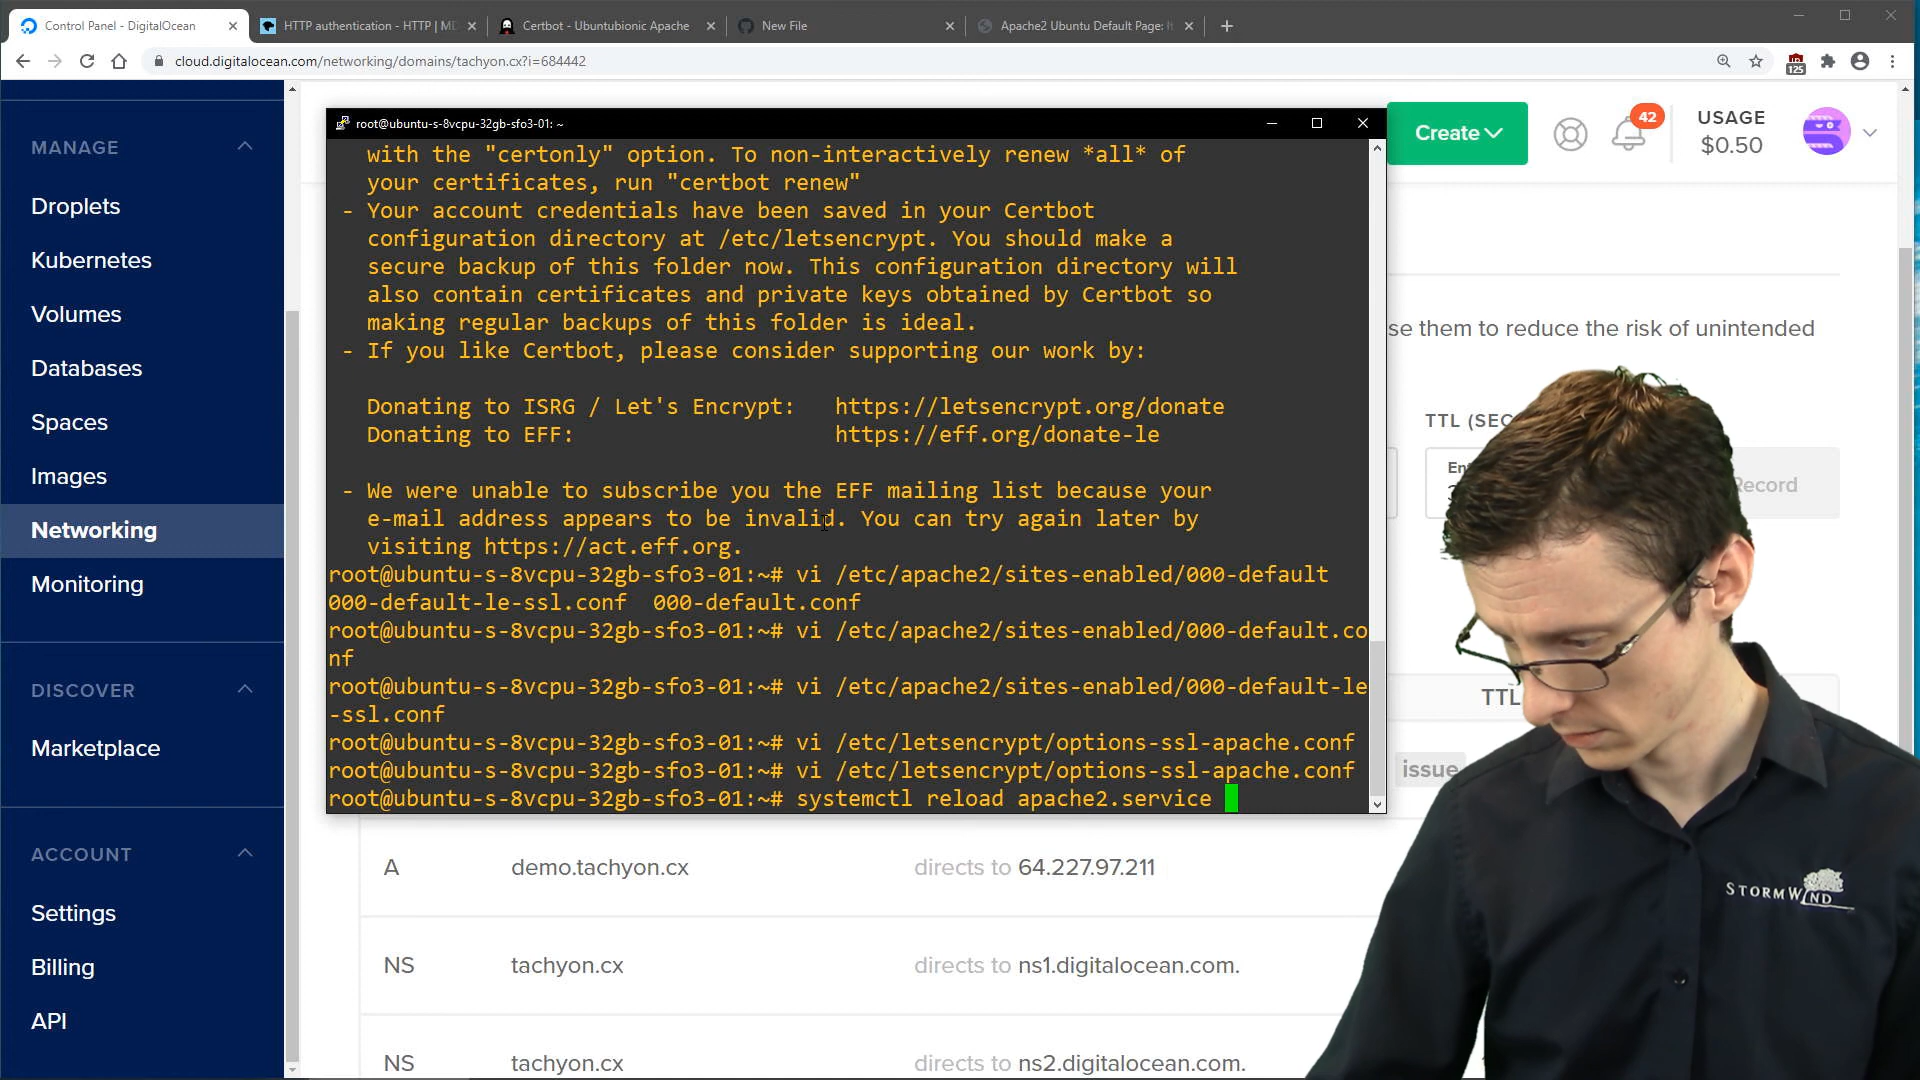 Control Panel - DigitalOcean
HTTP authentication - HTTP | MD
Certbot - Ubuntubionic Apache
New File
Apache2 Ubuntu Default Page: It
cloud.digitalocean.com/networking/domains/tachyon.cx?i=684442
125
MANAGE
Droplets
Kubernetes
Volumes
Databases
Spaces
Images
Networking
Monitoring
DISCOVER
Marketplace
ACCOUNT
Settings
Billing
API
root@ubuntu-s-8vcpu-32gb-sfo3-01: ~
with the "certonly" option. To non-interactively renew *all* of
your certificates, run "certbot renew"
- Your account credentials have been saved in your Certbot
configuration directory at /etc/letsencrypt. You should make a
secure backup of this folder now. This configuration directory will
also contain certificates and private keys obtained by Certbot so
making regular backups of this folder is ideal.
- If you like Certbot, please consider supporting our work by:
Donating to ISRG / Let's Encrypt: https://letsencrypt.org/donate
Donating to EFF: https://eff.org/donate-le
- We were unable to subscribe you the EFF mailing list because your
e-mail address appears to be invalid. You can try again later by
visiting https://act.eff.org.
root@ubuntu-s-8vcpu-32gb-sfo3-01:~# vi /etc/apache2/sites-enabled/000-default
000-default-le-ssl.conf 000-default.conf
root@ubuntu-s-8vcpu-32gb-sfo3-01:~# vi /etc/apache2/sites-enabled/000-default.co
nf
root@ubuntu-s-8vcpu-32gb-sfo3-01:~# vi /etc/apache2/sites-enabled/000-default-le
-ssl.conf
root@ubuntu-s-8vcpu-32gb-sfo3-01:~# vi /etc/letsencrypt/options-ssl-apache.conf
root@ubuntu-s-8vcpu-32gb-sfo3-01:~# vi /etc/letsencrypt/options-ssl-apache.conf
root@ubuntu-s-8vcpu-32gb-sfo3-01:~# systemctl reload apache2.service
Create
42
USAGE
$0.50
se them to reduce the risk of unintended
TTL (SEC
En
Record
TTL
issue
A demo.tachyon.cx directs to 64.227.97.211
NS tachyon.cx directs to ns1.digitalocean.com.
NS tachyon.cx directs to ns2.digitalocean.com.
STORMWIND